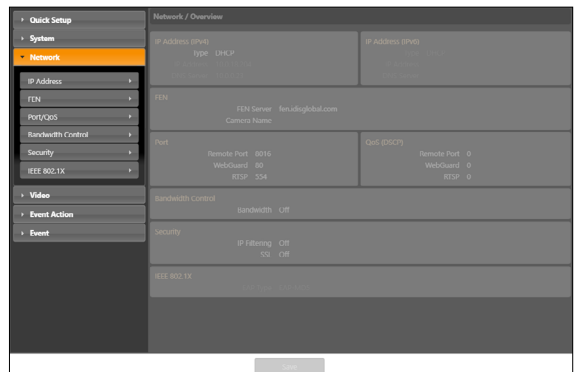 Quick Setup
System
Network
IP Address
FEN
Port/QoS
Bandwidth Control
Security
IEEE 802.1X
Video
Event Action
Event
Network / Overview
IP Address (IPv4)
Type DHCP
IP Address (IPv6)
FEN
FEN Server fen.idisglobal.com
Camera Name
Port
Remote Port 8016
WebGuard 80
RTSP 554
QoS (DSCP)
Remote Port 0
WebGuard 0
RTSP 0
Bandwidth Control
Bandwidth Off
Security
IP Filtering Off
SSL Off
IEEE 802.1X
Save